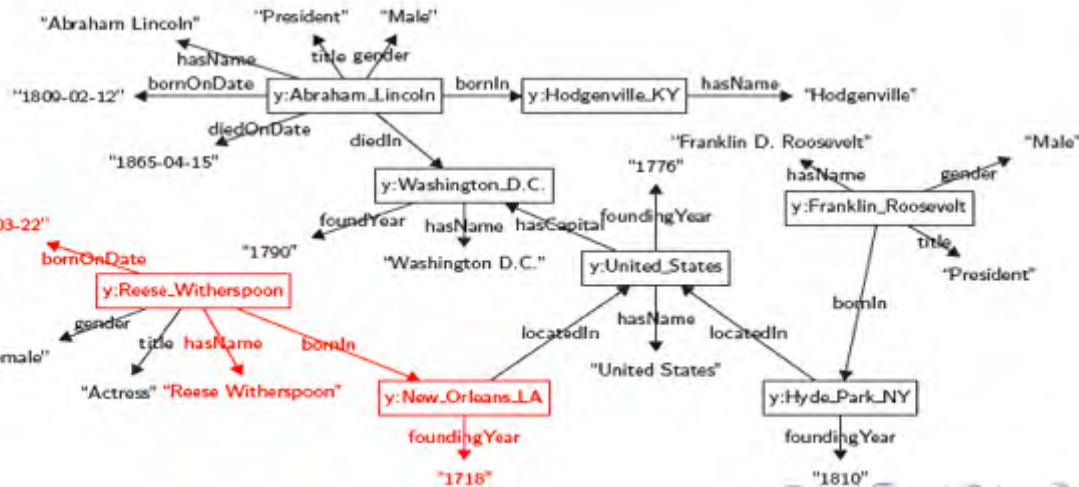 "Abraham Lincoln" "President" "Male"
hasName title gender
"1809-02-12" bornOnDate y:Abraham_Lincoln bornIn y:Hodgenville_KY hasName "Hodgenville"
diedOnDate diedIn
"1865-04-15"
"Franklin D. Roosevelt" "Male"
"1776" hasName gender
y:Washington_D.C. y:Franklin_Roosevelt
03-22" foundYear hasName hasCapital foundingYear title
bornOnDate "1790" "Washington D.C." y:United_States "President"
y:Reese_Witherspoon bornIn
gender title hasName bornIn locatedIn hasName locatedIn
male" "Actress" "Reese Witherspoon" "United States"
y:New_Orleans_LA y:Hyde_Park_NY
foundingYear foundingYear
"1718" "1810"